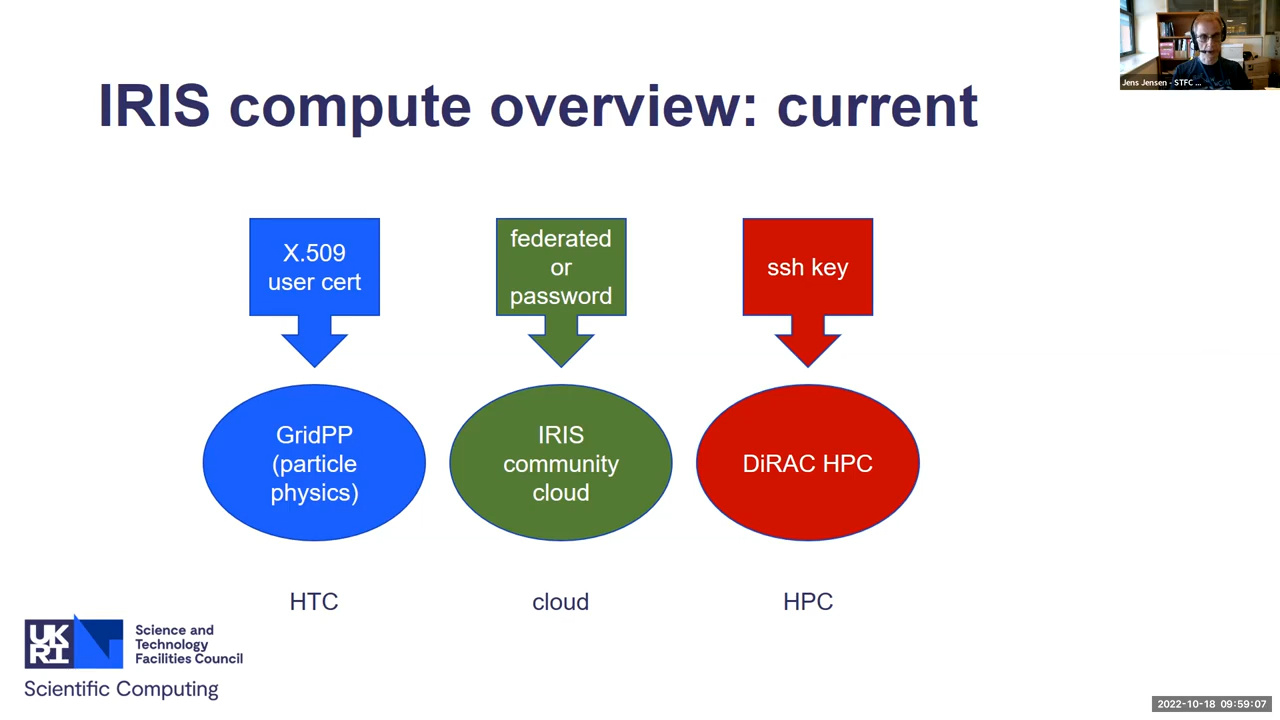 IRIS compute overview: current
Jens Jensen - STFC ...
X.509
user cert
federated
or
password
ssh key
GridPP
(particle
physics)
IRIS
community
cloud
DiRAC HPC
HTC
cloud
HPC
UK
RI
Science and
Technology
Facilities Council
Scientific Computing
2022-10-18 09:59:07